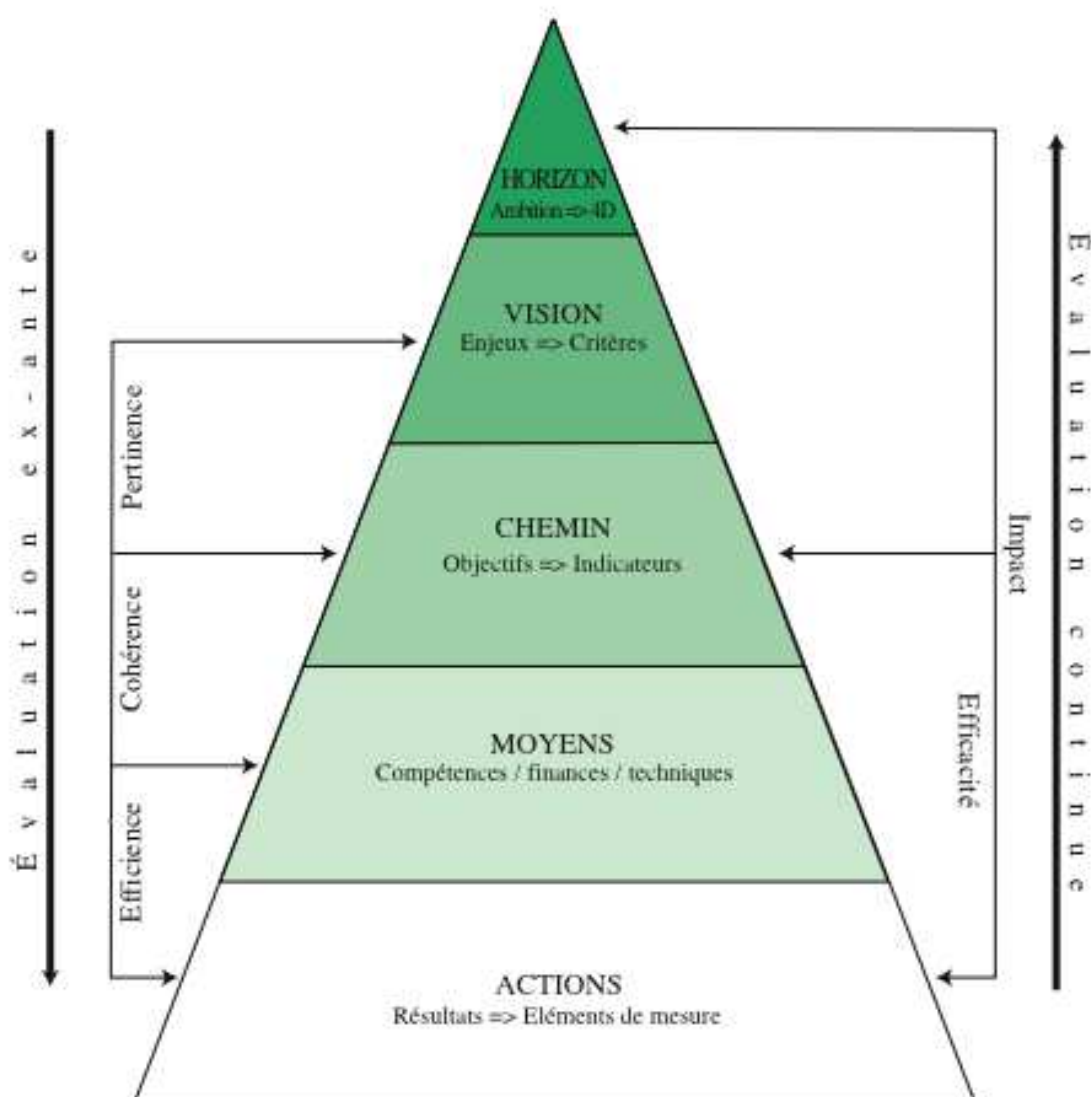 HORIZON
Ambition => 4D
VISION
Enjeux => Critères
CHEMIN
Objectifs => Indicateurs
MOYENS
Compétences / finances / techniques
ACTIONS
Résultats => Eléments de mesure
Évaluation ex-ante
Pertinence
Cohérence
Efficience
Impact
Efficacité
Evaluation continue